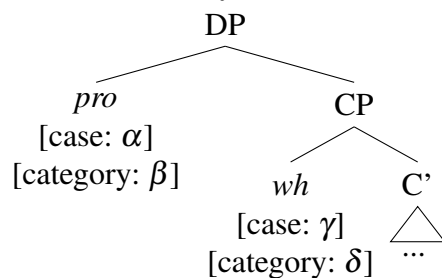 DP
pro CP
[case: α]
[category: β] wh C’
[case: γ]
[category: δ] ...